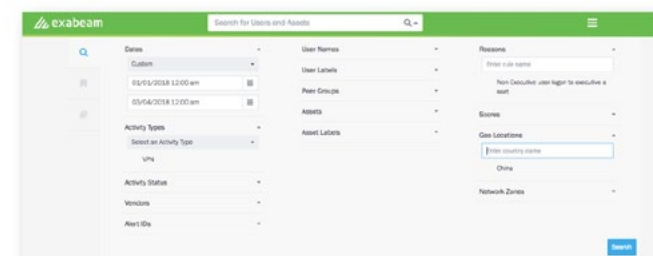 exabeam
Search for Users and Assets
Dates
Custom
01/01/2018 12:00 am
03/04/2018 12:00 am
Activity Types
Select an Activity Type
VPN
Activity Status
Vendors
Alert IDs
User Names
User Labels
Peer Groups
Assets
Asset Labels
Reasons
Enter rule name
Non Executive user logon to executive a
sset
Scores
Geo Locations
Enter country name
China
Network Zones
Search